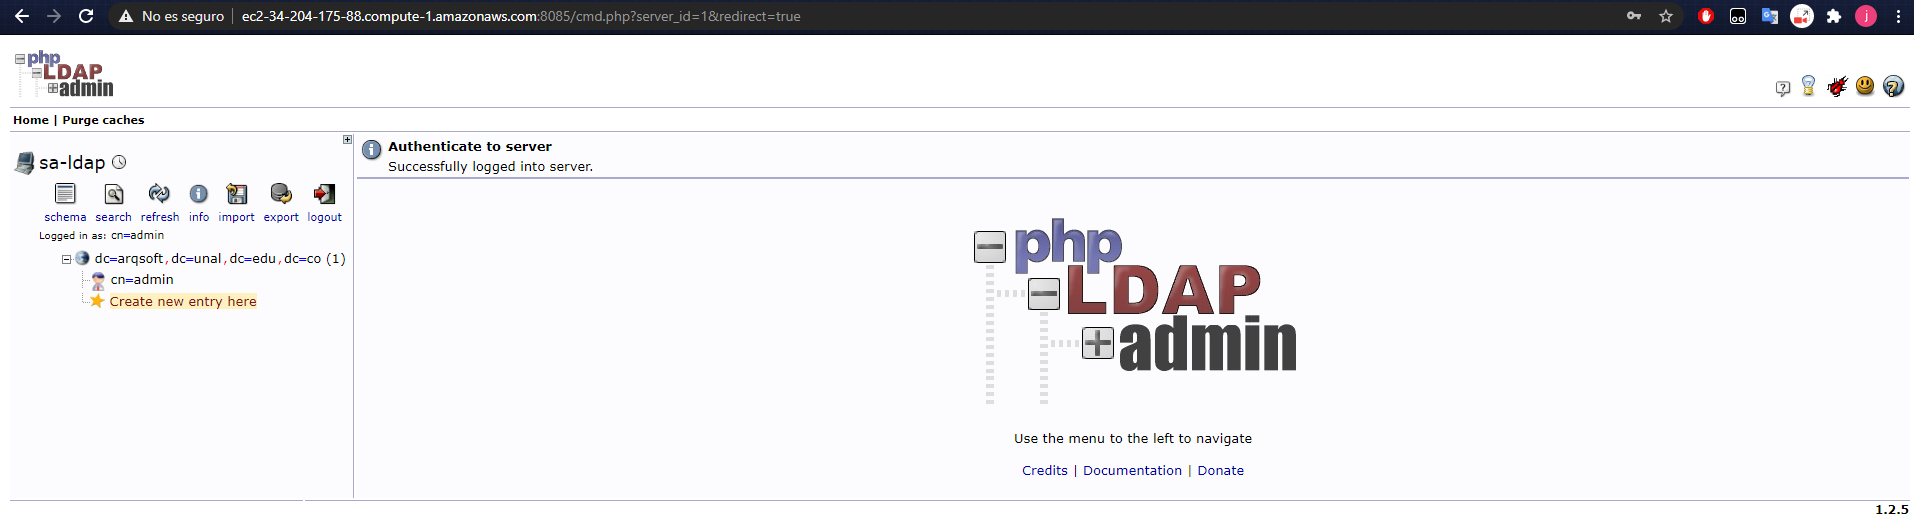 No es seguro | ec2-34-204-175-88.compute-1.amazonaws.com:8085/cmd.php?server_id=1&redirect=true
j
php
LDAP
admin
Home | Purge caches
sa-ldap
schema search refresh info import export logout
Logged in as: cn=admin
dc=arqsoft,dc=unal,dc=edu,dc=co (1)
cn=admin
Create new entry here
Authenticate to server
Successfully logged into server.
php
LDAP
admin
Use the menu to the left to navigate
Credits | Documentation | Donate
1.2.5